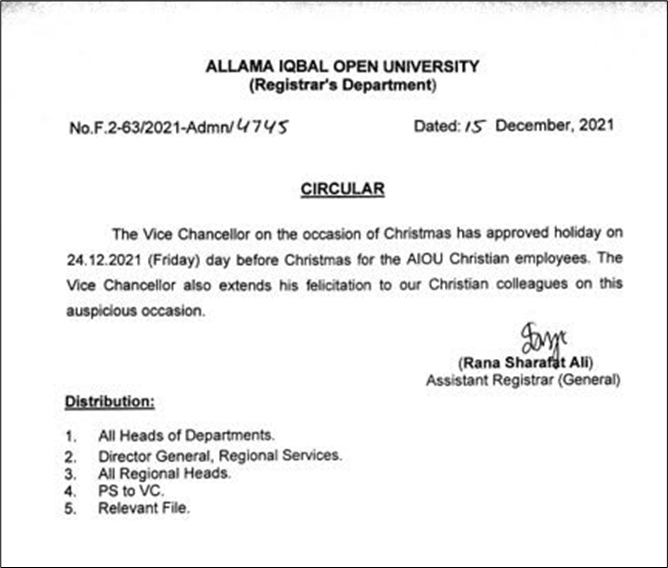 ALLAMA IQBAL OPEN UNIVERSITY
(Registrar's Department)
No.F.2-63/2021-Admn/4745 Dated: 15 December, 2021
CIRCULAR
The Vice Chancellor on the occasion of Christmas has approved holiday on
24.12.2021 (Friday) day before Christmas for the AIOU Christian employees. The
Vice Chancellor also extends his felicitation to our Christian colleagues on this
auspicious occasion.
(Rana Sharafat Ali)
Assistant Registrar (General)
Distribution:
1. All Heads of Departments.
2. Director General, Regional Services.
3. All Regional Heads.
4. PS to VC.
5. Relevant File.